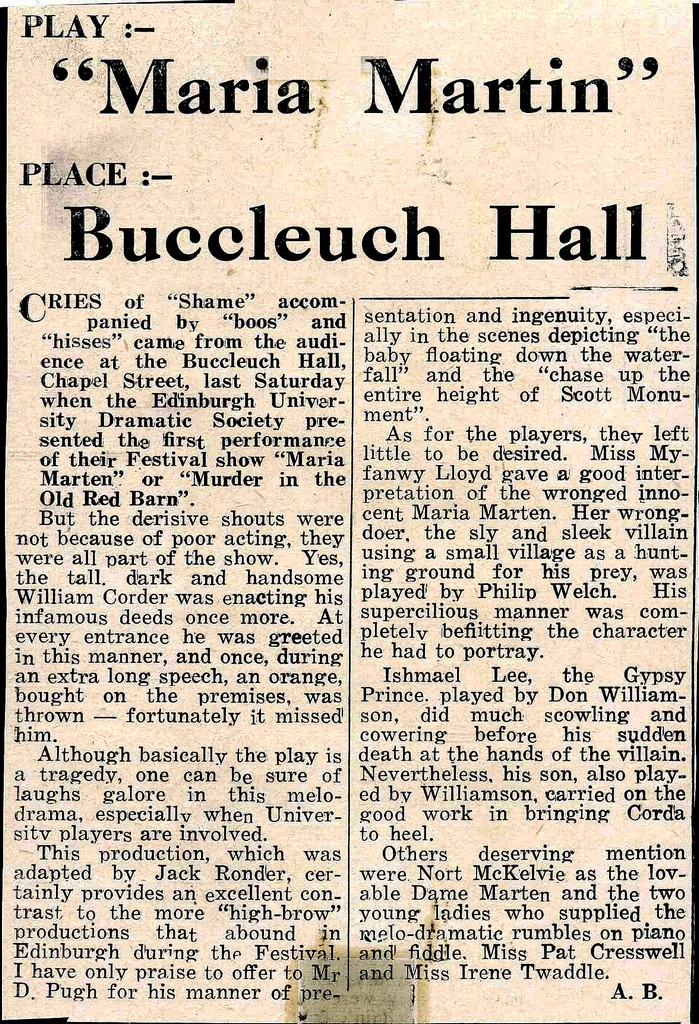 PLAY :—
“Maria Martin”
PLACE :—
Buccleuch Hall
CRIES of “Shame” accom-
panied by “boos” and
“hisses” came from the audi-
ence at the Buccleuch Hall,
Chapel Street, last Saturday
when the Edinburgh Univer-
sity Dramatic Society pre-
sented the first performance
of their Festival show “Maria
Marten” or “Murder in the
Old Red Barn”.
But the derisive shouts were
not because of poor acting, they
were all part of the show. Yes,
the tall, dark and handsome
William Corder was enacting his
infamous deeds once more. At
every entrance he was greeted
in this manner, and once, during
an extra long speech, an orange,
bought on the premises, was
thrown — fortunately it missed
him.
Although basically the play is
a tragedy, one can be sure of
laughs galore in this melo-
drama, especially when Univer-
sity players are involved.
This production, which was
adapted by Jack Ronder, cer-
tainly provides an excellent con-
trast to the more “high-brow”
productions that abound in
Edinburgh during the Festival.
I have only praise to offer to Mr
D. Pugh for his manner of pre-
sentation and ingenuity, especi-
ally in the scenes depicting “the
baby floating down the water-
fall” and the “chase up the
entire height of Scott Monu-
ment”.
As for the players, they left
little to be desired. Miss My-
fanwy Lloyd gave a good inter-
pretation of the wronged inno-
cent Maria Marten. Her wrong-
doer, the sly and sleek villain
using a small village as a hunt-
ing ground for his prey, was
played by Philip Welch. His
supercilious manner was com-
pletely befiitting the character
he had to portray.
Ishmael Lee, the Gypsy
Prince, played by Don William-
son, did much scowling and
cowering before his sudden
death at the hands of the villain.
Nevertheless, his son, also play-
ed by Williamson, carried on the
good work in bringing Corda
to heel.
Others deserving mention
were Nort McKelvie as the lov-
able Dame Marten and the two
young ladies who supplied the
melo-dramatic rumbles on piano
and fiddle, Miss Pat Cresswell
and Miss Irene Twaddle.
A. B.